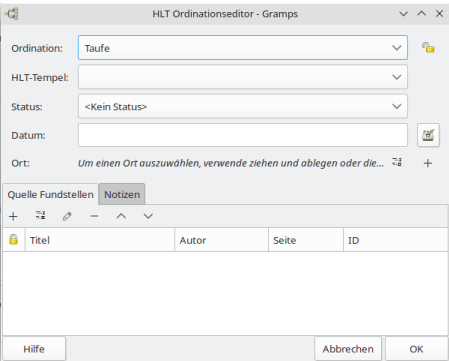 HLT Ordinationseditor - Gramps
Ordination: Taufe
HLT-Tempel:
Status: <Kein Status>
Datum:
Ort: Um einen Ort auszuwählen, verwende ziehen und ablegen oder die...
Quelle Fundstellen Notizen
Titel Autor Seite ID
Hilfe Abbrechen OK